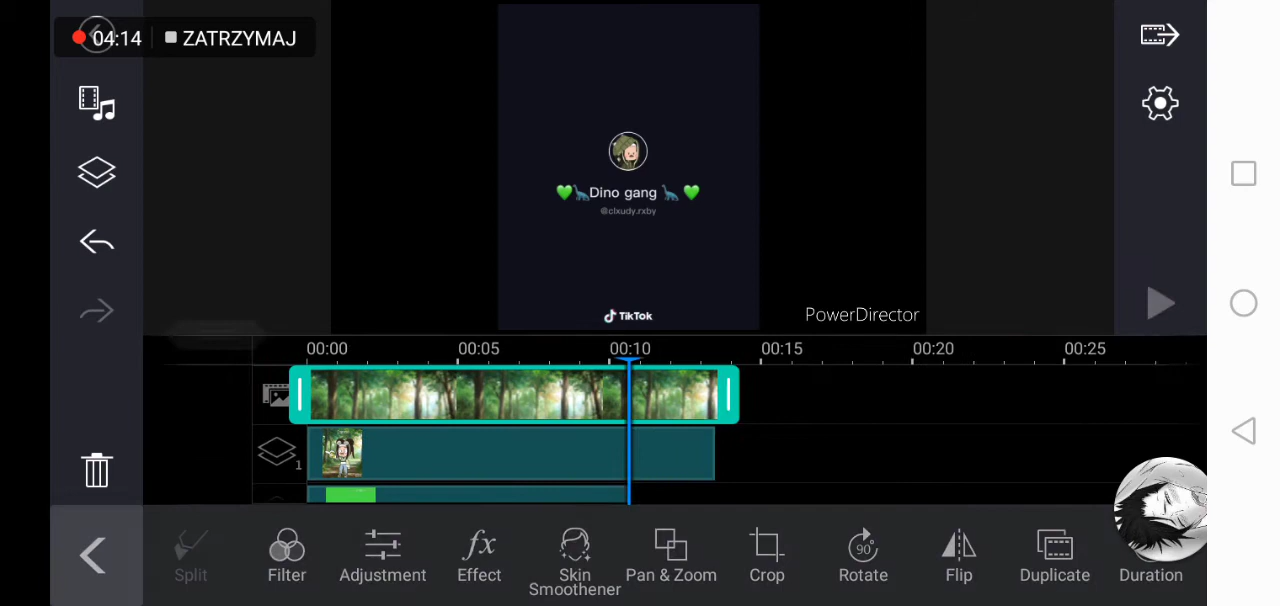 04:14
ZATRZYMAJ
💚🦕Dino gang 🦕💚
@clxudy.rxby
TikTok
PowerDirector
00:00
00:05
00:10
00:15
00:20
00:25
1
Split
Filter
Adjustment
fx
Effect
Skin
Smoothener
Pan & Zoom
Crop
90°
Rotate
Flip
Duplicate
Duration